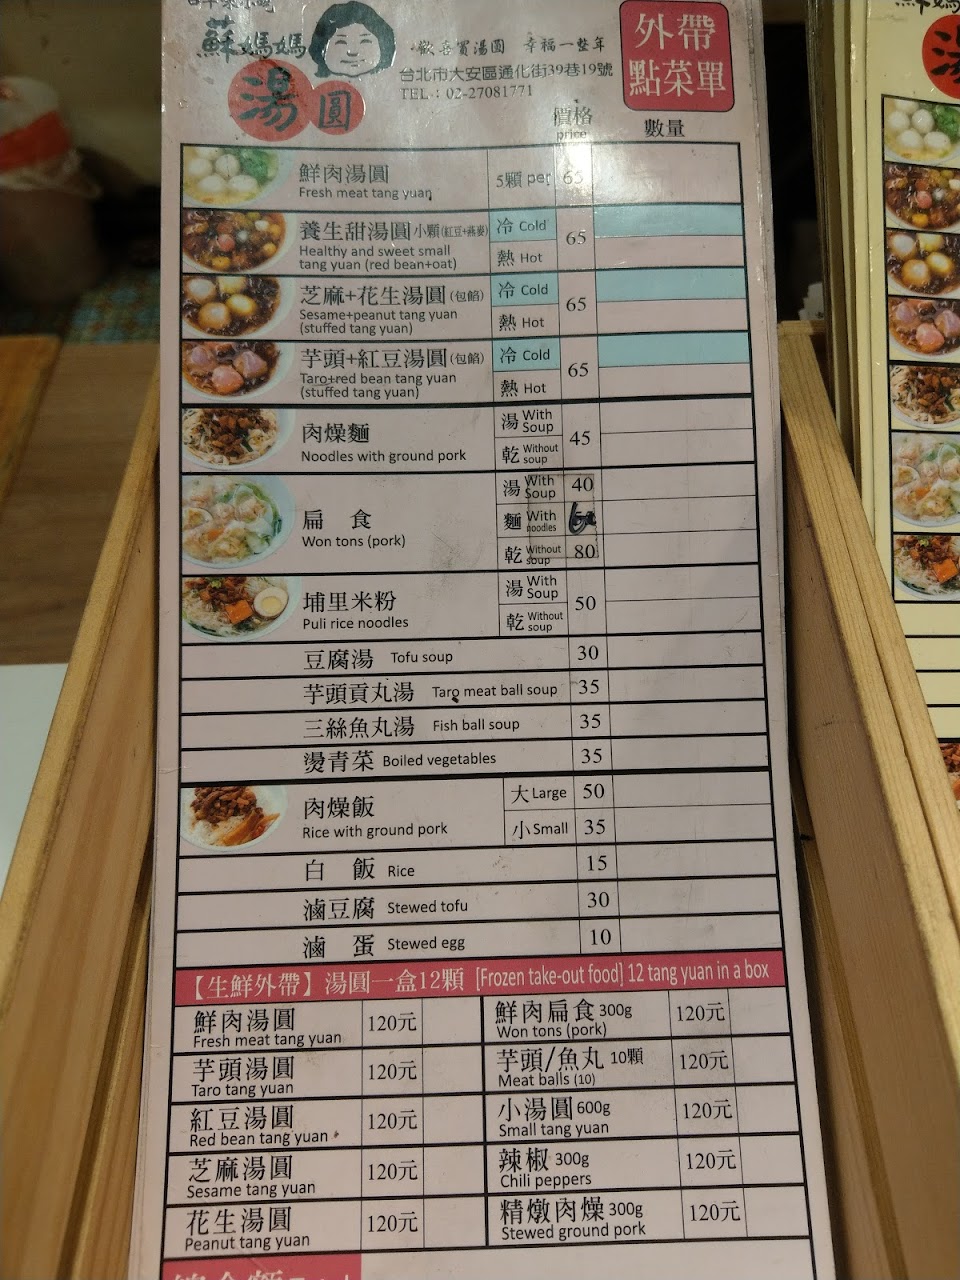 蘇媽媽
湯圓
歡喜買湯圓 幸福一整年
台北市大安區通化街39巷19號
TEL：02-27081771
外帶
點菜單
價格
price
數量
鮮肉湯圓
Fresh meat tang yuan
5顆 per
65
養生甜湯圓小顆(紅豆+燕麥)
Healthy and sweet small
tang yuan (red bean+oat)
冷 Cold
熱 Hot
65
芝麻+花生湯圓(包餡)
Sesame+peanut tang yuan
(stuffed tang yuan)
冷 Cold
熱 Hot
65
芋頭+紅豆湯圓(包餡)
Taro+red bean tang yuan
(stuffed tang yuan)
冷 Cold
熱 Hot
65
肉燥麵
Noodles with ground pork
湯 With Soup
乾 Without soup
45
扁 食
Won tons (pork)
湯 With Soup 40
麵 With noodles
乾 Without soup 80
埔里米粉
Puli rice noodles
湯 With Soup
乾 Without soup
50
豆腐湯 Tofu soup 30
芋頭貢丸湯 Taro meat ball soup 35
三絲魚丸湯 Fish ball soup 35
燙青菜 Boiled vegetables 35
肉燥飯
Rice with ground pork
大 Large 50
小 Small 35
白 飯 Rice 15
滷豆腐 Stewed tofu 30
滷 蛋 Stewed egg 10
【生鮮外帶】湯圓一盒12顆 [Frozen take-out food] 12 tang yuan in a box
鮮肉湯圓 120元
Fresh meat tang yuan
鮮肉扁食 300g 120元
Won tons (pork)
芋頭湯圓 120元
Taro tang yuan
芋頭/魚丸 10顆 120元
Meat balls (10)
紅豆湯圓 120元
Red bean tang yuan
小湯圓 600g 120元
Small tang yuan
芝麻湯圓 120元
Sesame tang yuan
辣椒 300g 120元
Chili peppers
花生湯圓 120元
Peanut tang yuan
精燉肉燥 300g 120元
Stewed ground pork